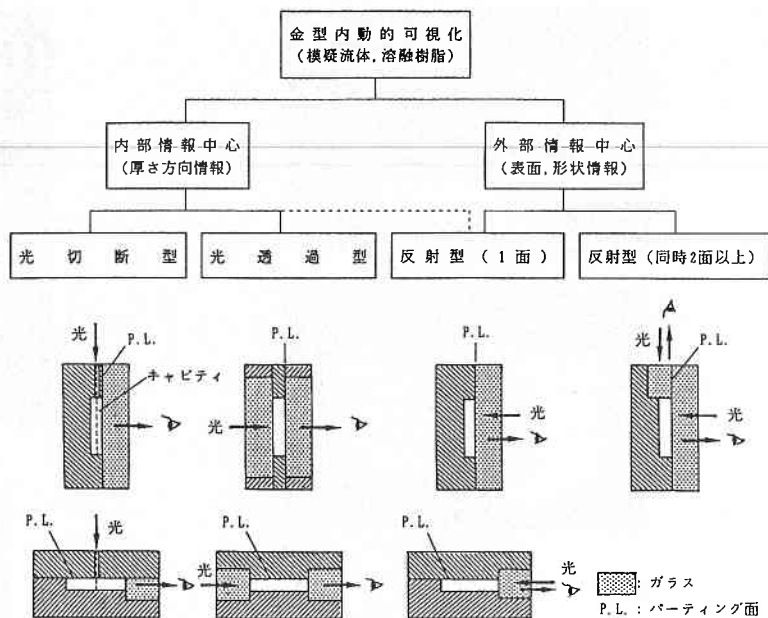 金型内動的可視化
(模疑流体,溶融樹脂)
内部情報中心
(厚さ方向情報)
外部情報中心
(表面,形状情報)
光切断型
光透過型
反射型(1面)
反射型(同時2面以上)
光
P.L.
キャビティ
P.L.
光
P.L.
光
光
P.L.
光
P.L.
光
P.L.
光
P.L.
光
:ガラス
P.L.:パーティング面